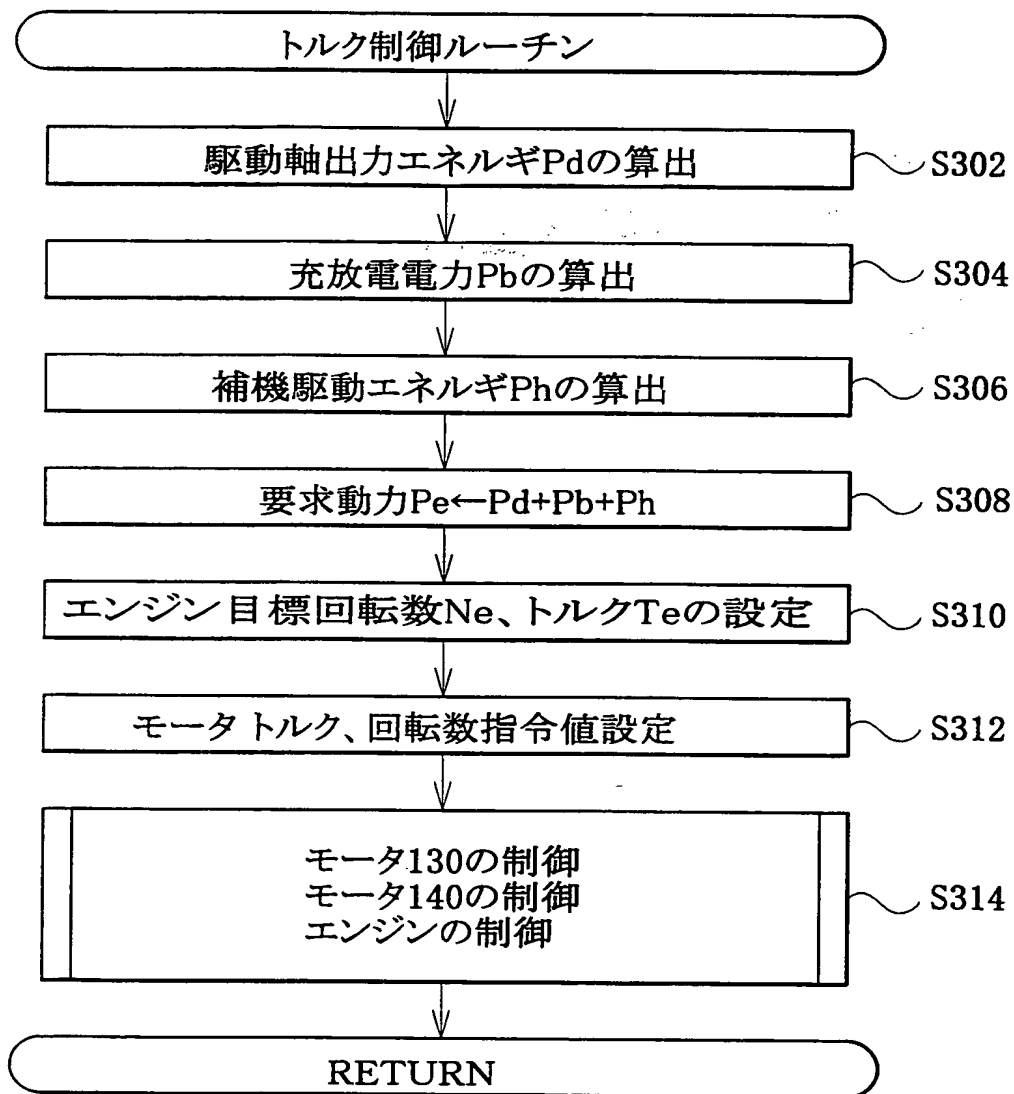 トルク制御ルーチン
駆動軸出力エネルギPdの算出
S302
充放電電力Pbの算出
S304
補機駆動エネルギPhの算出
S306
要求動力Pe←Pd+Pb+Ph
S308
エンジン目標回転数Ne、トルクTeの設定
S310
モータトルク、回転数指令値設定
S312
モータ130の制御
モータ140の制御
エンジンの制御
S314
RETURN